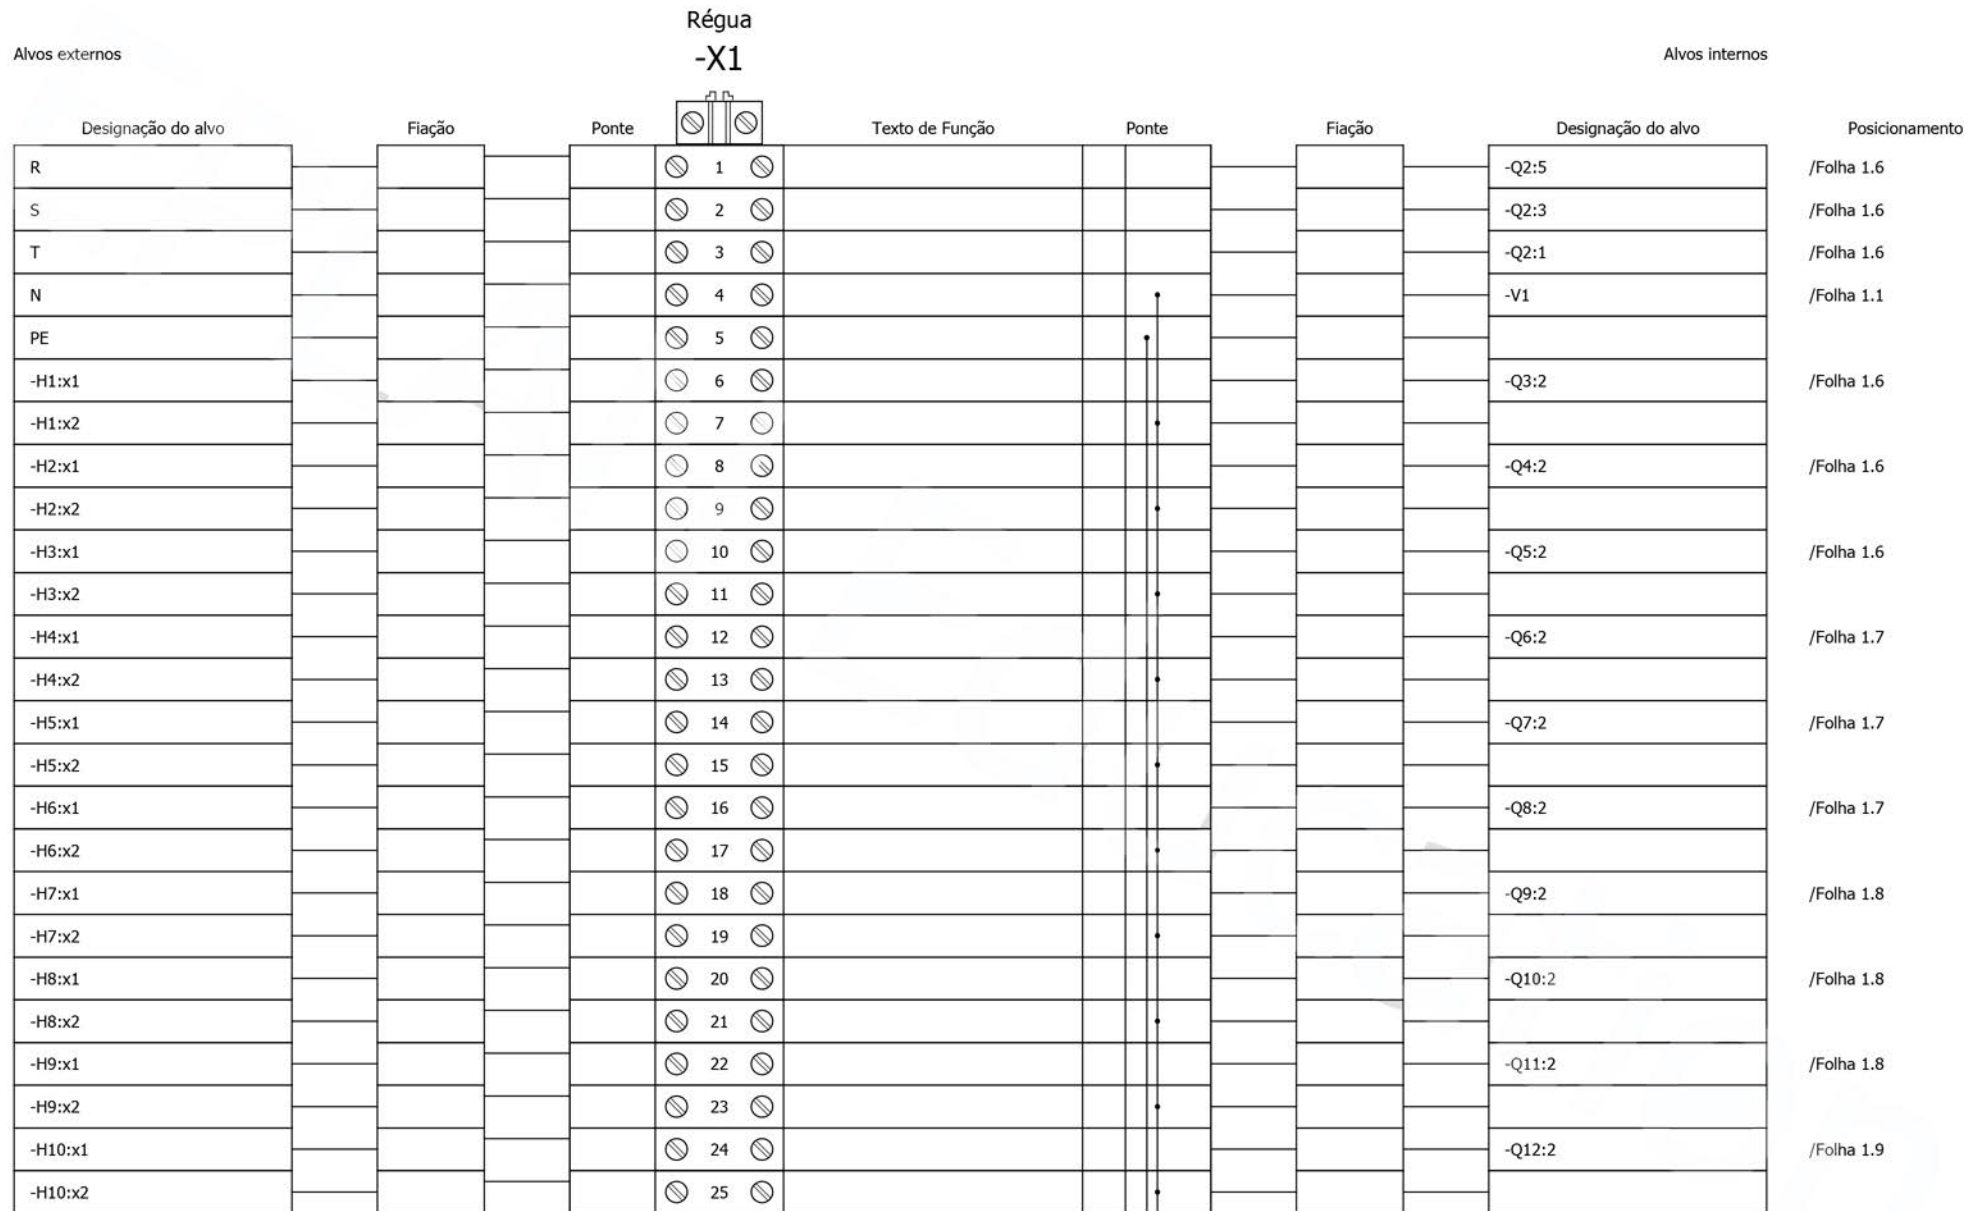 Régua
Alvos externos -X1 Alvos internos
Designação do alvo Fiação Ponte Texto de Função Ponte Fiação Designação do alvo Posicionamento
R 1 -Q2:5 /Folha 1.6
S 2 -Q2:3 /Folha 1.6
T 3 -Q2:1 /Folha 1.6
N 4 -V1 /Folha 1.1
PE 5
-H1:x1 6 -Q3:2 /Folha 1.6
-H1:x2 7
-H2:x1 8 -Q4:2 /Folha 1.6
-H2:x2 9
-H3:x1 10 -Q5:2 /Folha 1.6
-H3:x2 11
-H4:x1 12 -Q6:2 /Folha 1.7
-H4:x2 13
-H5:x1 14 -Q7:2 /Folha 1.7
-H5:x2 15
-H6:x1 16 -Q8:2 /Folha 1.7
-H6:x2 17
-H7:x1 18 -Q9:2 /Folha 1.8
-H7:x2 19
-H8:x1 20 -Q10:2 /Folha 1.8
-H8:x2 21
-H9:x1 22 -Q11:2 /Folha 1.8
-H9:x2 23
-H10:x1 24 -Q12:2 /Folha 1.9
-H10:x2 25